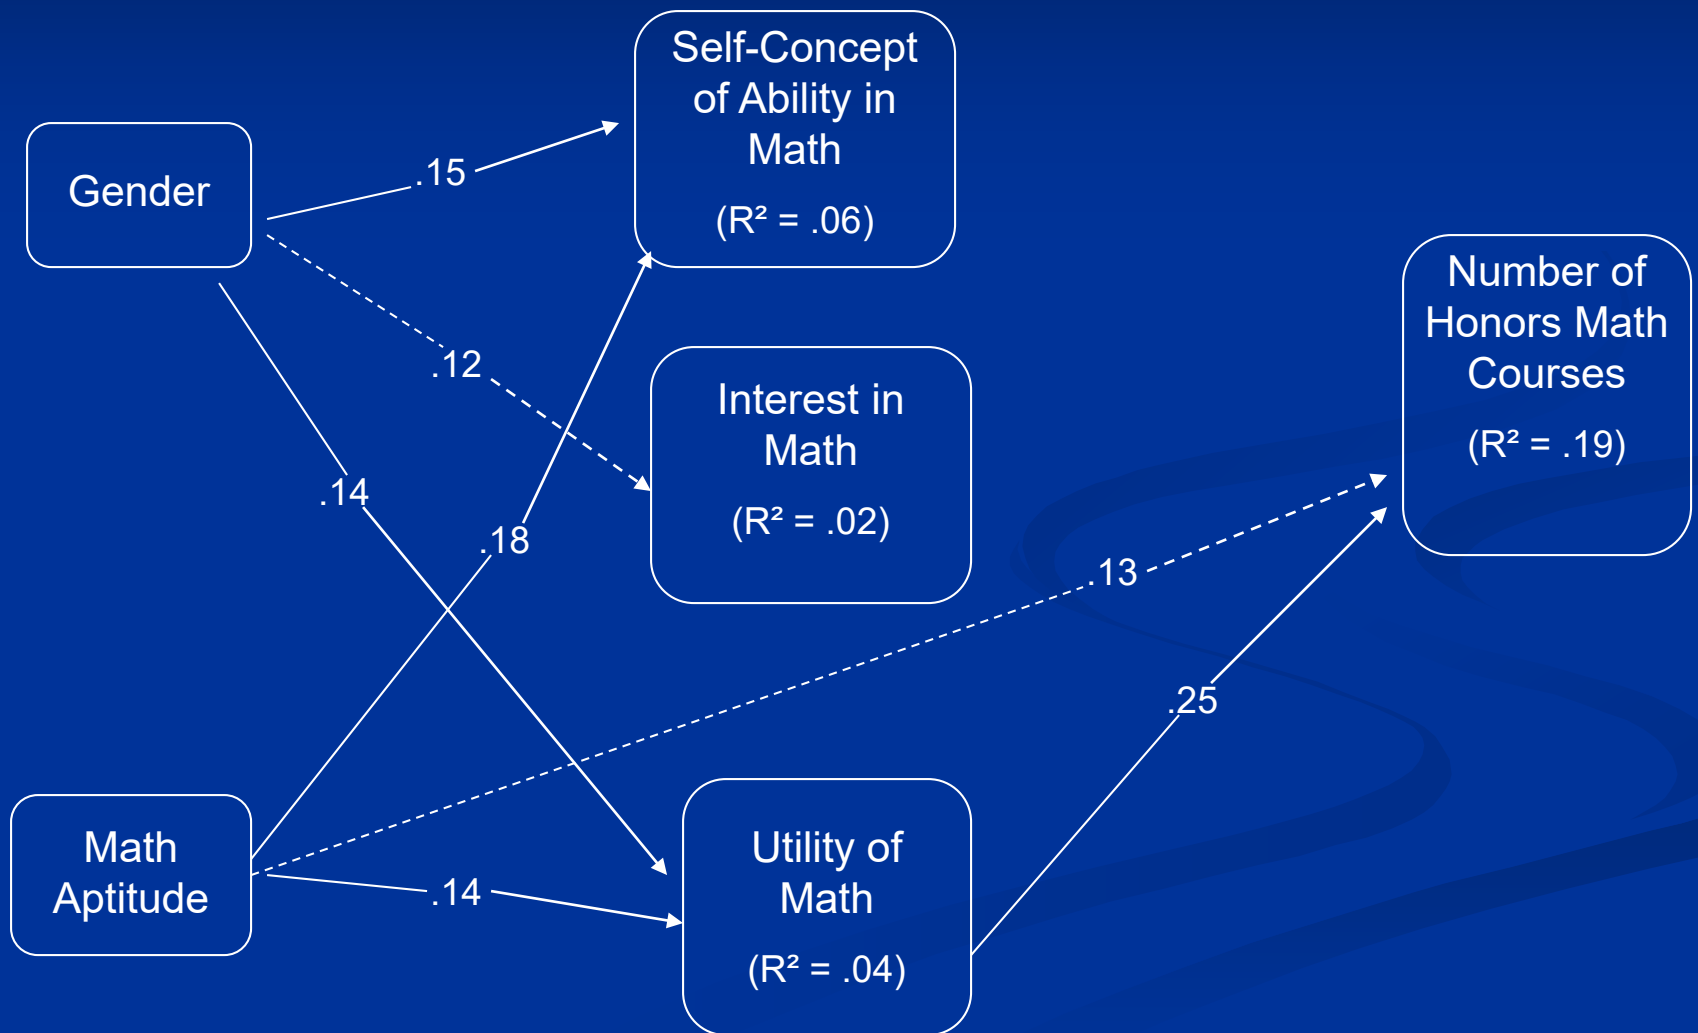 Self-Concept
of Ability in
Math
(R² = .06)
Gender
.15
.12
.14
.18
Interest in
Math
(R² = .02)
Number of
Honors Math
Courses
(R² = .19)
.13
.25
Math
Aptitude
.14
Utility of
Math
(R² = .04)